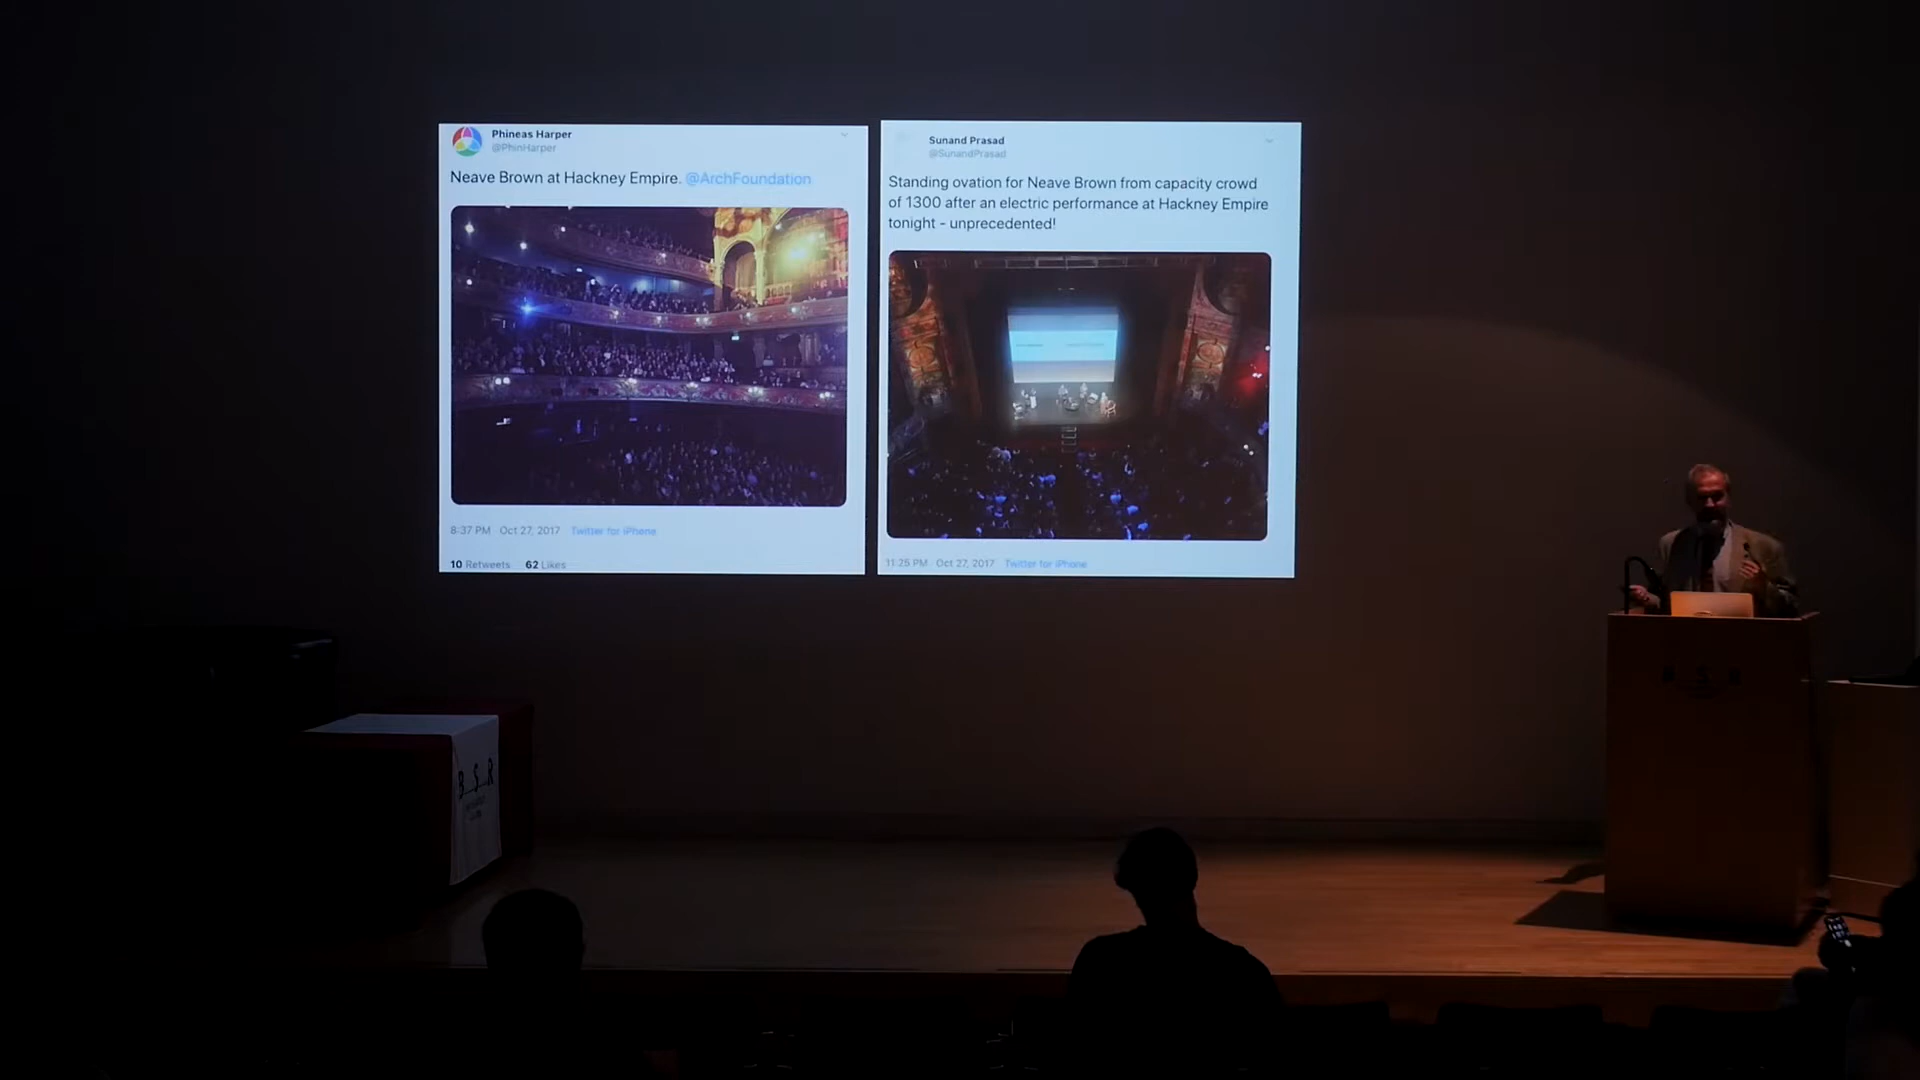 Phineas Harper
@PhinHarper
Neave Brown at Hackney Empire. @ArchFoundation
8:37 PM Oct 27, 2017 Twitter for iPhone
10 Retweets 62 Likes
Sunand Prasad
@SunandPrasad
Standing ovation for Neave Brown from capacity crowd
of 1300 after an electric performance at Hackney Empire
tonight - unprecedented!
11:25 PM Oct 27, 2017 Twitter for iPhone
B S R